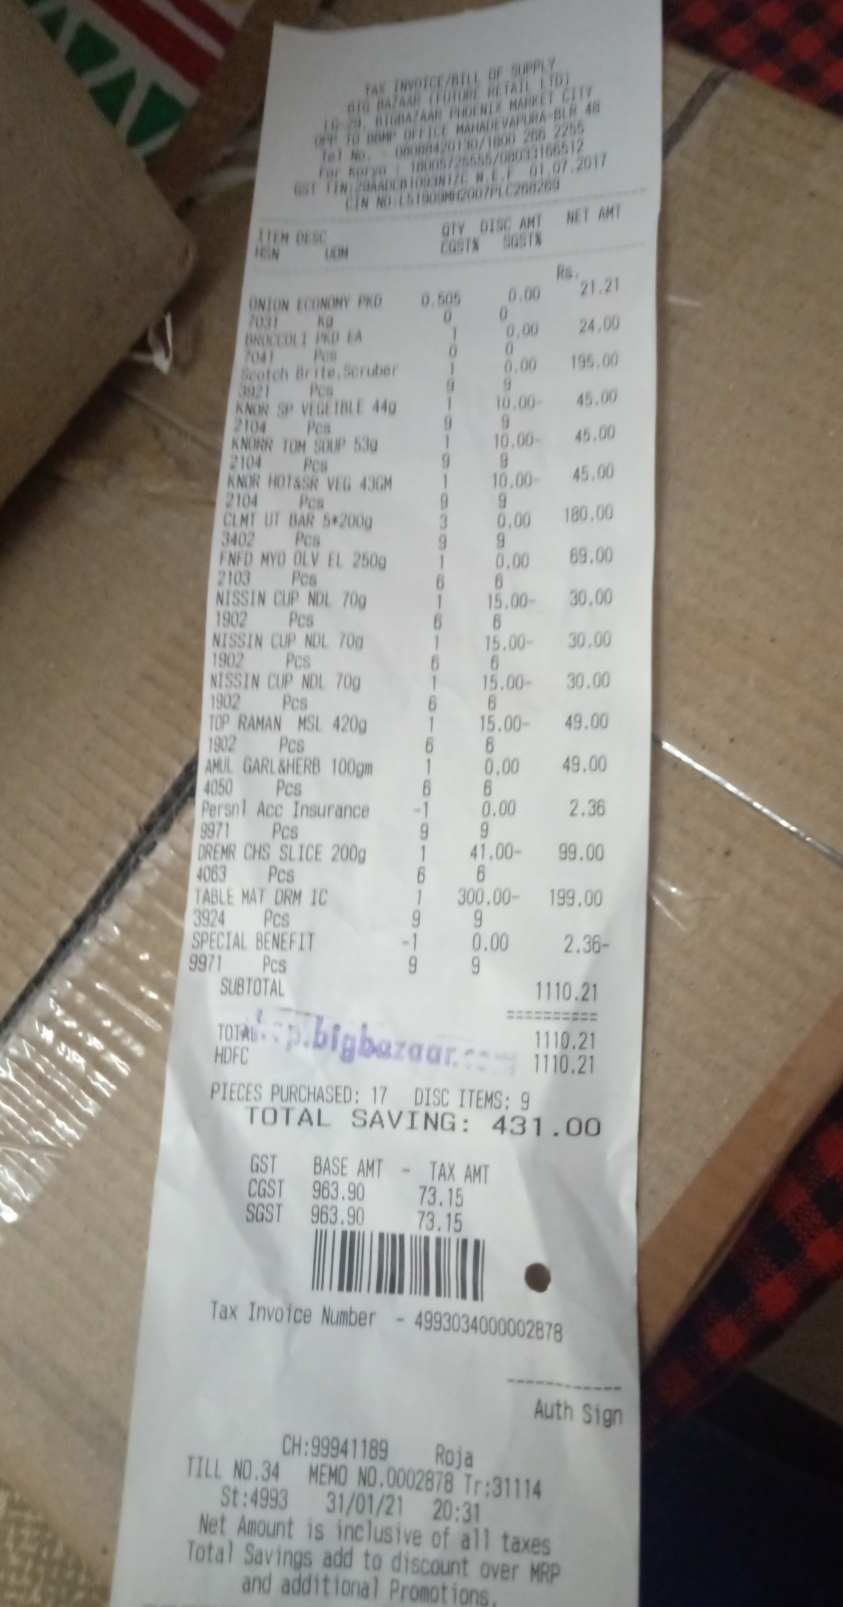 TAX INVOICE/BILL OF SUPPLY
BIG BAZAAR (FUTURE RETAIL LTD)
LG-29, BIGBAZAAR PHOENIX MARKET CITY
OPP TO BBMP OFFICE MAHADEVAPURA-BLR 48
Tel No. - 08088420130/1800 266 2255
For Koryo : 18005725555/08033166512
GST TIN: W.E.F 01.07.2017
CIN NO:L51909MH2007PLC268269
ITEM DESC QTY DISC AMT NET AMT
HSN UOM CGST% SGST%
Rs.
ONION ECONOMY PKD 0.505 0.00 21.21
7031 Kg 0 0
BROCCOLI PKD EA 1 0.00 24.00
7041 Pcs 0 0
Scotch Brite,Scruber 1 0.00 195.00
3921 Pcs 9 9
KNOR SP VEGETBLE 44g 1 10.00- 45.00
2104 Pcs 9 9
KNORR TOM SOUP 53g 1 10.00- 45.00
2104 Pcs 9 9
KNOR HOT&SR VEG 43GM 1 10.00- 45.00
2104 Pcs 9 9
CLMT UT BAR 5*200g 3 0.00 180.00
3402 Pcs 9 9
FNFD MYO OLV EL 250g 1 0.00 69.00
2103 Pcs 6 6
NISSIN CUP NDL 70g 1 15.00- 30.00
1902 Pcs 6 6
NISSIN CUP NDL 70g 1 15.00- 30.00
1902 Pcs 6 6
NISSIN CUP NDL 70g 1 15.00- 30.00
1902 Pcs 6 6
TOP RAMAN MSL 420g 1 15.00- 49.00
1902 Pcs 6 6
AMUL GARL&HERB 100gm 1 0.00 49.00
4050 Pcs 6 6
Persnl Acc Insurance -1 0.00 2.36
9971 Pcs 9 9
DREMR CHS SLICE 200g 1 41.00- 99.00
4063 Pcs 6 6
TABLE MAT DRM IC 1 300.00- 199.00
3924 Pcs 9 9
SPECIAL BENEFIT -1 0.00 2.36-
9971 Pcs 9 9
SUBTOTAL 1110.21
==========
TOTAL 1110.21
p.bigbazaar.
HDFC 1110.21
PIECES PURCHASED: 17 DISC ITEMS: 9
TOTAL SAVING: 431.00
GST BASE AMT - TAX AMT
CGST 963.90 73.15
SGST 963.90 73.15
Tax Invoice Number - 4993034000002878
Auth Sign
CH:99941189 Roja
TILL NO.34 MEMO NO.0002878 Tr:31114
St:4993 31/01/21 20:31
Net Amount is inclusive of all taxes
Total Savings add to discount over MRP
and additional Promotions.